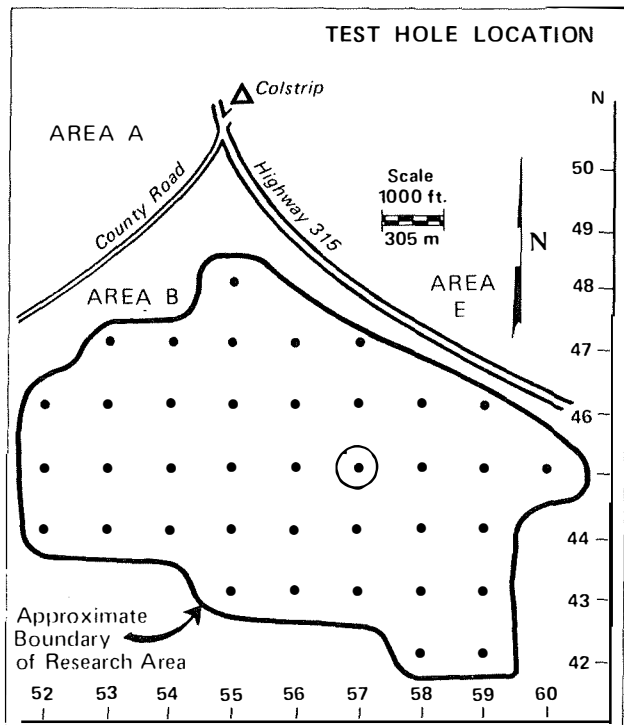 TEST HOLE LOCATION
Colstrip
N
AREA A
County Road
Highway 315
Scale
1000 ft.
305 m
N
50
49
48
47
46
45
44
43
42
AREA B
AREA
E
Approximate
Boundary
of Research Area
52 53 54 55 56 57 58 59 60